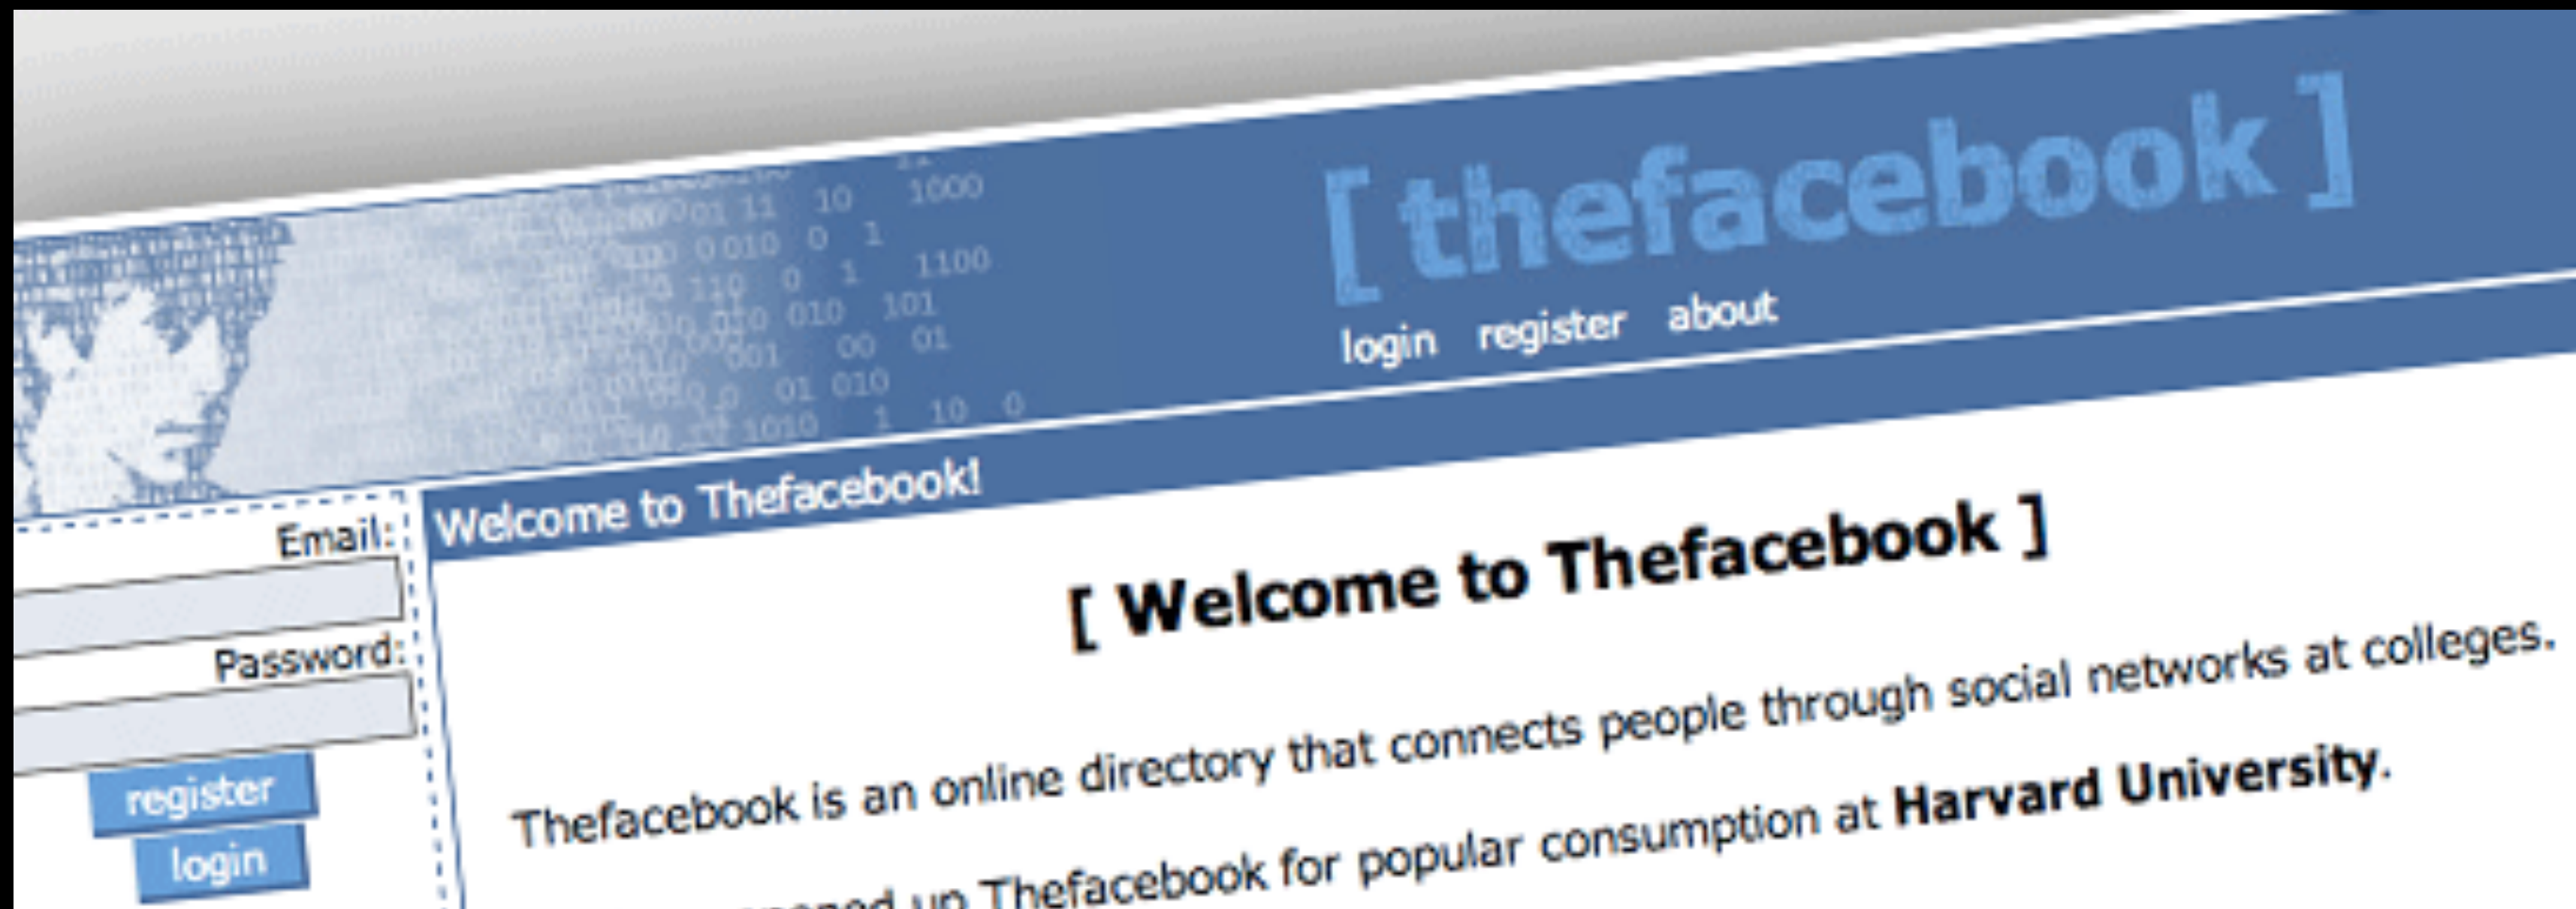 [ thefacebook ]
login register about
Welcome to Thefacebook!
Email:
Password:
register
login
[ Welcome to Thefacebook ]
Thefacebook is an online directory that connects people through social networks at colleges.
up Thefacebook for popular consumption at Harvard University.